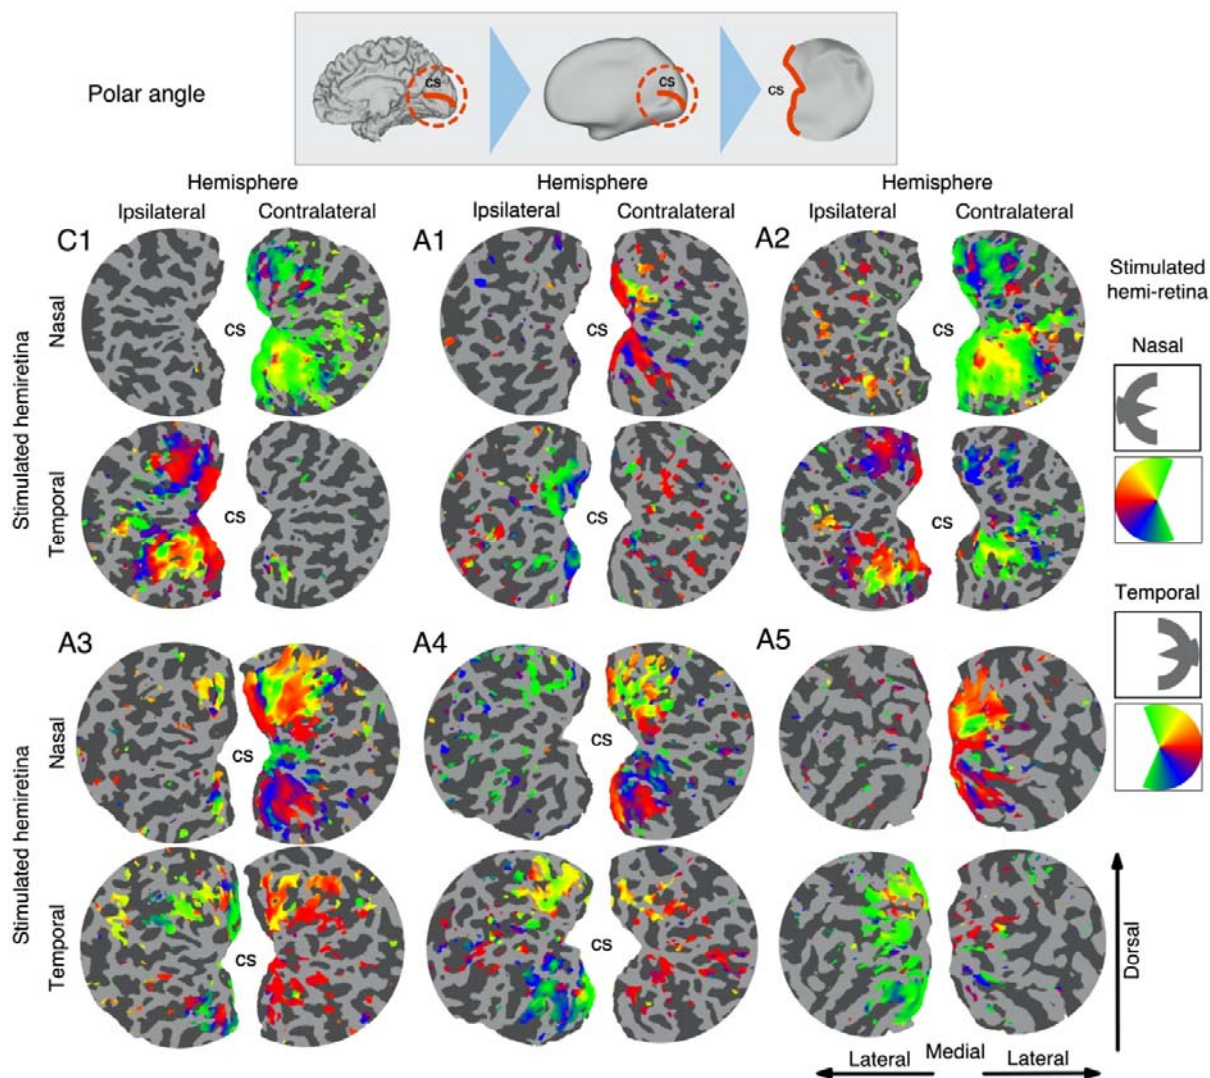 Polar angle
cs
cs
cs
Hemisphere
Ipsilateral Contralateral
Hemisphere
Ipsilateral Contralateral
Hemisphere
Ipsilateral Contralateral
C1
A1
A2
Stimulated hemiretina
Nasal
cs
cs
cs
Temporal
cs
cs
cs
Stimulated
hemi-retina
Nasal
Temporal
A3
A4
A5
Stimulated hemiretina
Nasal
cs
cs
Temporal
cs
cs
Dorsal
Lateral Medial Lateral